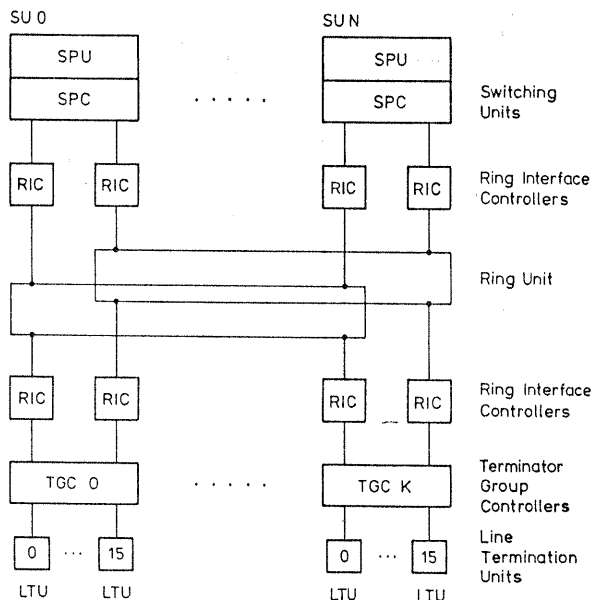 SU 0 SU N
SPU SPU
SPC ..... SPC Switching
Units
RIC RIC RIC RIC Ring Interface
Controllers
Ring Unit
RIC RIC RIC RIC Ring Interface
Controllers
TGC 0 ..... TGC K Terminator
Group
Controllers
0 ... 15 0 ... 15 Line
Termination
Units
LTU LTU LTU LTU